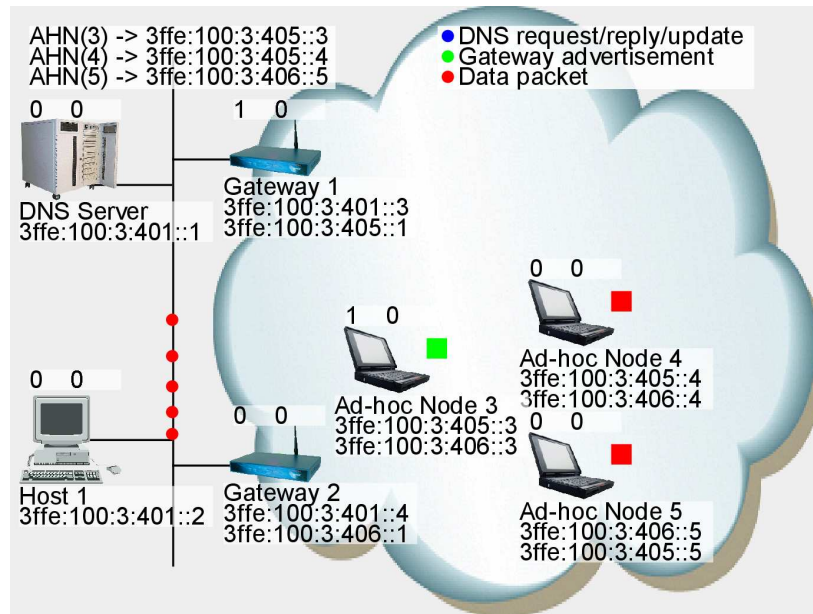 AHN(3) -> 3ffe:100:3:405::3
AHN(4) -> 3ffe:100:3:405::4
AHN(5) -> 3ffe:100:3:406::5
DNS request/reply/update
Gateway advertisement
Data packet
0 0
DNS Server
3ffe:100:3:401::1
1 0
Gateway 1
3ffe:100:3:401::3
3ffe:100:3:405::1
0 0
Ad-hoc Node 4
3ffe:100:3:405::4
3ffe:100:3:406::4
1 0
Ad-hoc Node 3
3ffe:100:3:405::3
3ffe:100:3:406::3
0 0
Host 1
3ffe:100:3:401::2
0 0
Gateway 2
3ffe:100:3:401::4
3ffe:100:3:406::1
0 0
Ad-hoc Node 5
3ffe:100:3:406::5
3ffe:100:3:405::5